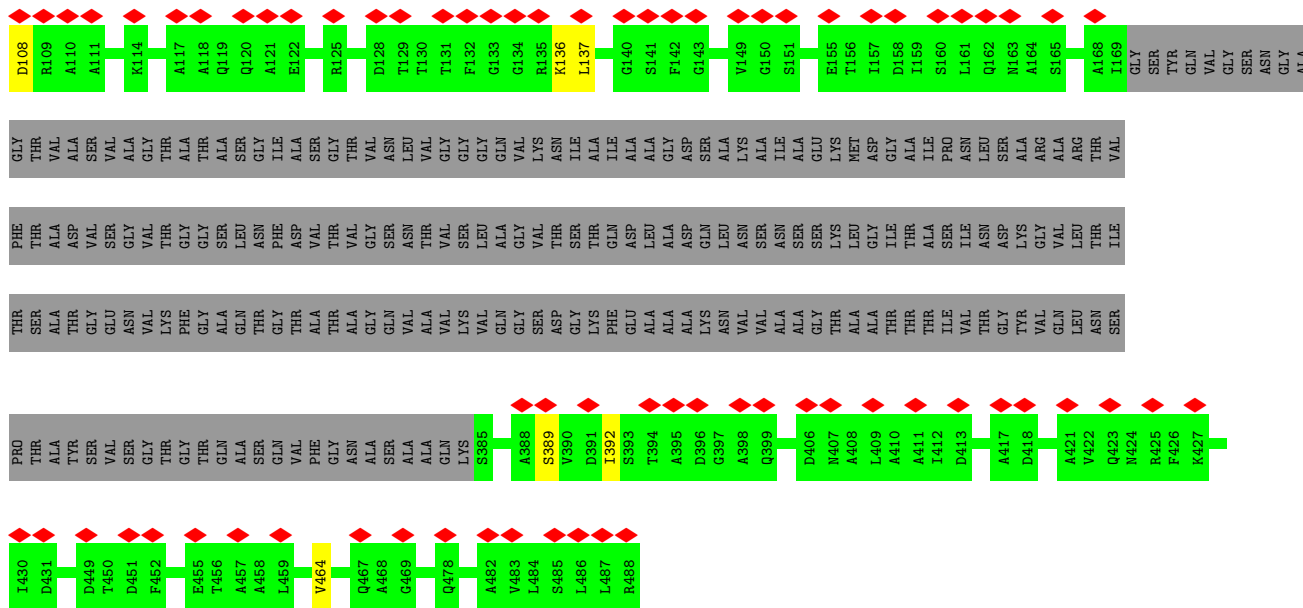 D108 R109 A110 A111 K114 A117 A118 Q119 Q120 A121 E122 R125 D128 T129 T130 T131 F132 G133 G134 R135 K136 L137 G140 S141 F142 G143 V149 G150 S151 E155 T156 I157 D158 I159 S160 L161 Q162 N163 A164 S165 A168 I169 GLY SER TYR GLN VAL GLY SER ASN GLY ALA
GLY THR VAL ALA SER VAL ALA GLY THR ALA THR ALA SER GLY ILE ALA SER GLY THR VAL ASN LEU VAL GLY GLY GLY GLN VAL LYS ASN ILE ALA ILE ALA ALA GLY ASP SER ALA LYS ALA ILE ALA GLU LYS MET ASP GLY ALA ILE PRO ASN LEU SER ALA ARG ALA ARG THR VAL
PHE THR ALA ASP VAL SER GLY VAL THR GLY GLY SER LEU ASN PHE ASP VAL THR VAL GLY SER ASN THR VAL SER LEU ALA GLY VAL THR SER THR GLN ASP LEU ALA ASP GLN LEU ASN SER ASN SER SER LYS LEU GLY ILE THR ALA SER ILE ASN ASP LYS GLY VAL LEU THR ILE
THR SER ALA THR GLY GLU ASN VAL LYS PHE GLY ALA GLN THR GLY THR ALA THR ALA GLY GLN VAL ALA VAL LYS VAL GLN GLY SER ASP GLY LYS PHE GLU ALA ALA ALA LYS ASN VAL VAL ALA ALA GLY THR ALA ALA THR THR THR ILE VAL THR GLY TYR VAL GLN LEU ASN SER
PRO THR ALA TYR SER VAL SER GLY THR GLY THR GLN ALA SER GLN VAL PHE GLY ASN ALA SER ALA ALA GLN LYS S385 A388 S389 V390 D391 I392 S393 T394 A395 D396 G397 A398 Q399 D406 N407 A408 L409 A410 A411 I412 D413 A417 D418 A421 V422 Q423 N424 R425 F426 K427
I430 D431 D449 T450 D451 F452 E455 T456 A457 A458 L459 V464 Q467 A468 G469 Q478 A482 V483 L484 S485 L486 L487 R488